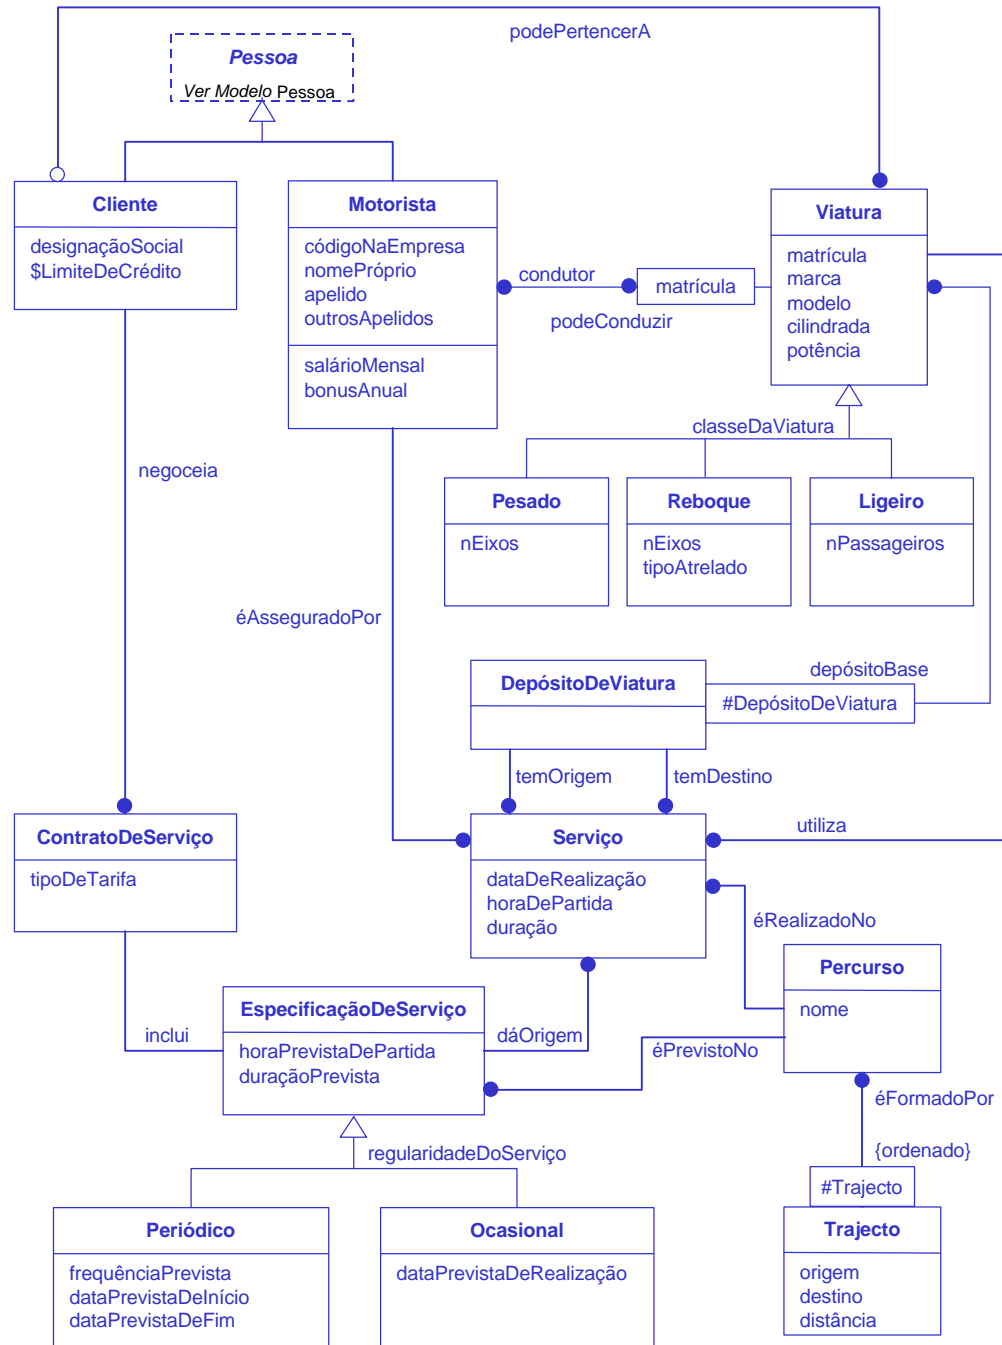 podePertencerA
Pessoa
Ver Modelo Pessoa
Cliente
designaçãoSocial
$LimiteDeCrédito
Motorista
códigoNaEmpresa
nomePróprio
apelido
outrosApelidos
salárioMensal
bonusAnual
condutor
podeConduzir
matrícula
Viatura
matrícula
marca
modelo
cilindrada
potência
classeDaViatura
negoceia
Pesado
nEixos
Reboque
nEixos
tipoAtrelado
Ligeiro
nPassageiros
éAsseguradoPor
DepósitoDeViatura
depósitoBase
#DepósitoDeViatura
temOrigem
temDestino
ContratoDeServiço
tipoDeTarifa
Serviço
dataDeRealização
horaDePartida
duração
utiliza
éRealizadoNo
Percurso
nome
inclui
EspecificaçãoDeServiço
horaPrevistaDePartida
duraçãoPrevista
dáOrigem
éPrevistoNo
éFormadoPor
{ordenado}
regularidadeDoServiço
#Trajecto
Periódico
frequênciaPrevista
dataPrevistaDeInício
dataPrevistaDeFim
Ocasional
dataPrevistaDeRealização
Trajecto
origem
destino
distância